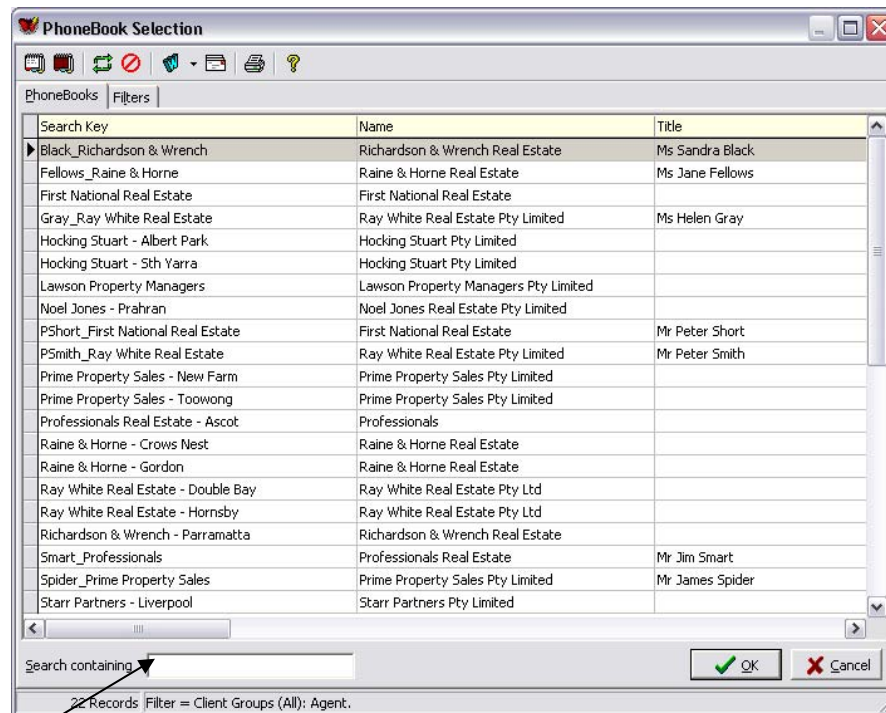 PhoneBook Selection
PhoneBooks Filters
Search Key Name Title
Black_Richardson & Wrench Richardson & Wrench Real Estate Ms Sandra Black
Fellows_Raine & Horne Raine & Horne Real Estate Ms Jane Fellows
First National Real Estate First National Real Estate
Gray_Ray White Real Estate Ray White Real Estate Pty Limited Ms Helen Gray
Hocking Stuart - Albert Park Hocking Stuart Pty Limited
Hocking Stuart - Sth Yarra Hocking Stuart Pty Limited
Lawson Property Managers Lawson Property Managers Pty Limited
Noel Jones - Prahran Noel Jones Real Estate Pty Limited
PShort_First National Real Estate First National Real Estate Mr Peter Short
PSmith_Ray White Real Estate Ray White Real Estate Pty Limited Mr Peter Smith
Prime Property Sales - New Farm Prime Property Sales Pty Limited
Prime Property Sales - Toowong Prime Property Sales Pty Limited
Professionals Real Estate - Ascot Professionals
Raine & Horne - Crows Nest Raine & Horne Real Estate
Raine & Horne - Gordon Raine & Horne Real Estate
Ray White Real Estate - Double Bay Ray White Real Estate Pty Ltd
Ray White Real Estate - Hornsby Ray White Real Estate Pty Ltd
Richardson & Wrench - Parramatta Richardson & Wrench Real Estate
Smart_Professionals Professionals Real Estate Mr Jim Smart
Spider_Prime Property Sales Prime Property Sales Pty Limited Mr James Spider
Starr Partners - Liverpool Starr Partners Pty Limited
Search containing OK Cancel
22 Records Filter = Client Groups (All): Agent.